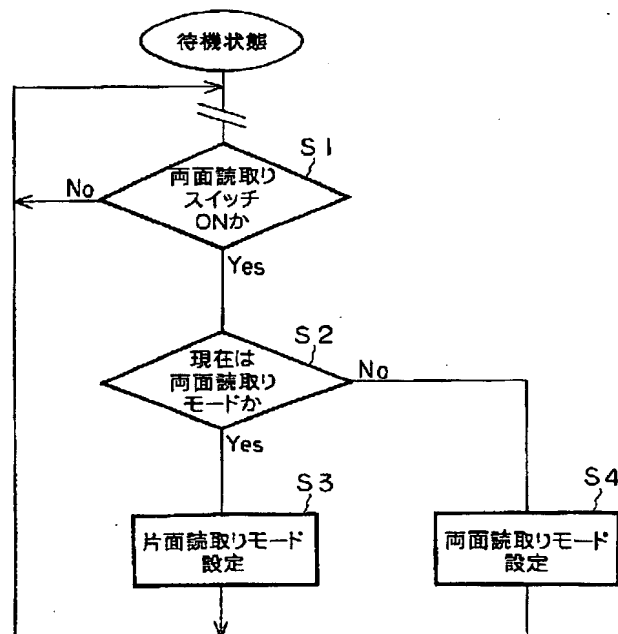 待機状態
S1
両面読取り
スイッチ
ONか
No
Yes
S2
現在は
両面読取り
モードか
No
Yes
S3
片面読取りモード
設定
S4
両面読取りモード
設定